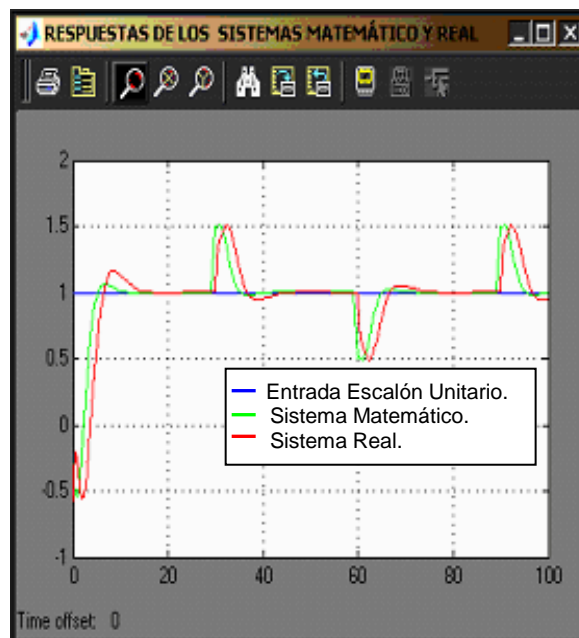 RESPUESTAS DE LOS SISTEMAS MATEMÁTICO Y REAL
2
1.5
1
0.5
0
-0.5
-1
0 20 40 60 80 100
Entrada Escalón Unitario.
Sistema Matemático.
Sistema Real.
Time offset: 0